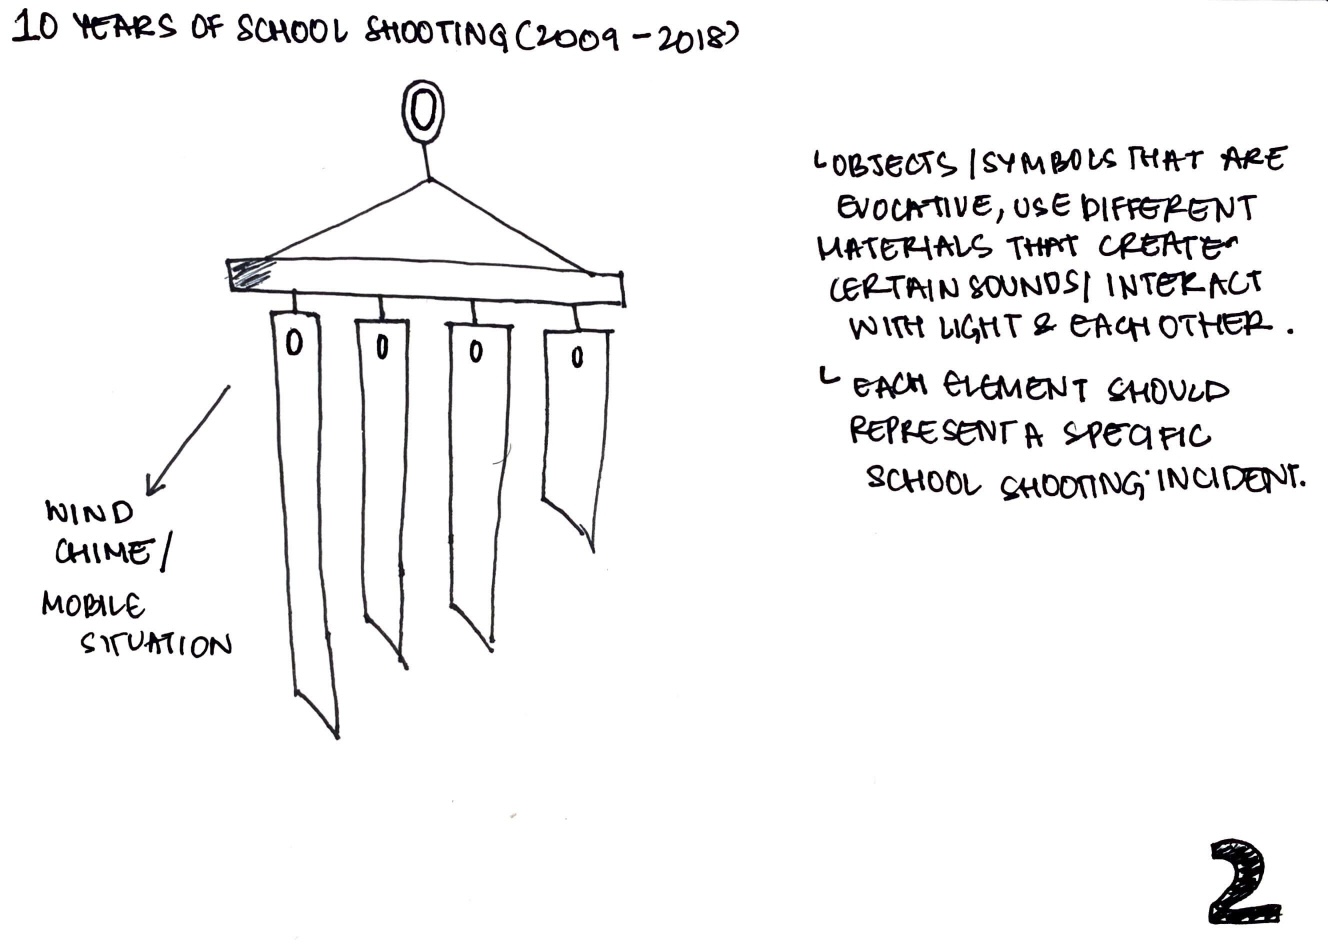 10 YEARS OF SCHOOL SHOOTING (2009 - 2018)
└ OBJECTS / SYMBOLS THAT ARE
EVOCATIVE, USE DIFFERENT
MATERIALS THAT CREATE
CERTAIN SOUNDS / INTERACT
WITH LIGHT & EACH OTHER.
└ EACH ELEMENT SHOULD
REPRESENT A SPECIFIC
SCHOOL SHOOTING INCIDENT.
WIND
CHIME /
MOBILE
SITUATION
2